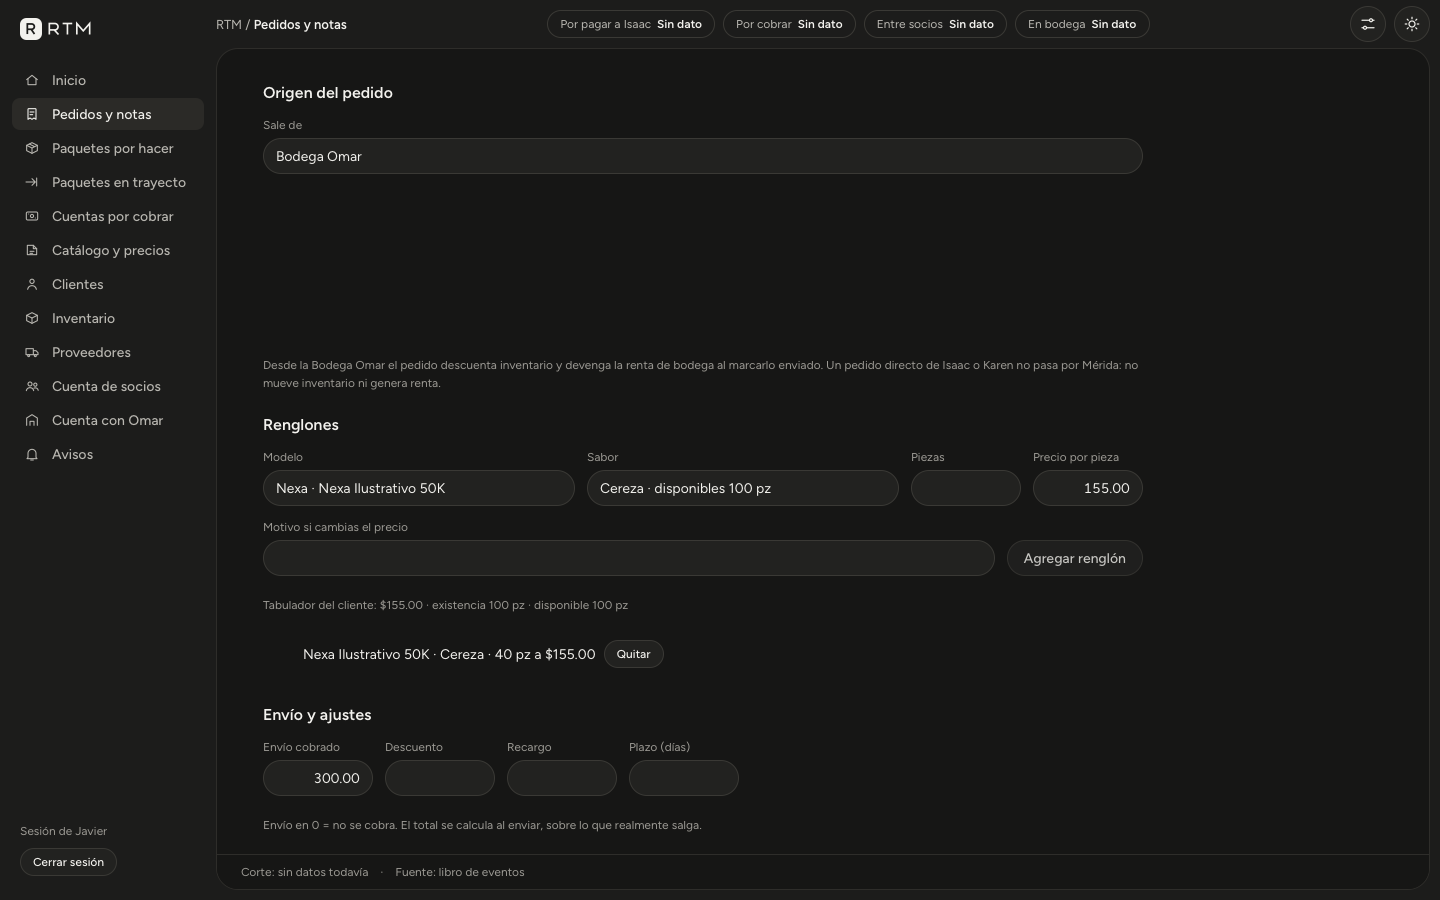 R RTM
RTM / Pedidos y notas
Por pagar a Isaac Sin dato
Por cobrar Sin dato
Entre socios Sin dato
En bodega Sin dato
Inicio
Pedidos y notas
Paquetes por hacer
Paquetes en trayecto
Cuentas por cobrar
Catálogo y precios
Clientes
Inventario
Proveedores
Cuenta de socios
Cuenta con Omar
Avisos
Sesión de Javier
Cerrar sesión
Origen del pedido
Sale de
Bodega Omar
Desde la Bodega Omar el pedido descuenta inventario y devenga la renta de bodega al marcarlo enviado. Un pedido directo de Isaac o Karen no pasa por Mérida: no
mueve inventario ni genera renta.
Renglones
Modelo Sabor Piezas Precio por pieza
Nexa · Nexa Ilustrativo 50K Cereza · disponibles 100 pz 155.00
Motivo si cambias el precio
Agregar renglón
Tabulador del cliente: $155.00 · existencia 100 pz · disponible 100 pz
Nexa Ilustrativo 50K · Cereza · 40 pz a $155.00 Quitar
Envío y ajustes
Envío cobrado Descuento Recargo Plazo (días)
300.00
Envío en 0 = no se cobra. El total se calcula al enviar, sobre lo que realmente salga.
Corte: sin datos todavía · Fuente: libro de eventos